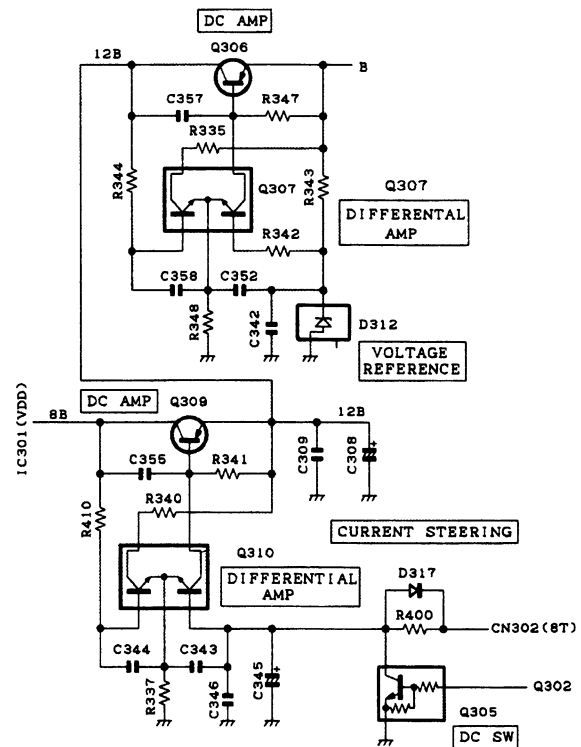 DC AMP
Q306
12B
B
C357
R347
R335
R344
Q307
R343
Q307
DIFFERENTAL
AMP
R342
C358
C352
R348
C342
D312
VOLTAGE
REFERENCE
DC AMP
Q309
IC301(VDD)
8B
12B
C355
R341
C309
C308
+
R340
R410
CURRENT STEERING
Q310
DIFFERENTIAL
AMP
D317
R400
CN302(8T)
C344
C343
R337
C346
C345
+
Q302
Q305
DC SW